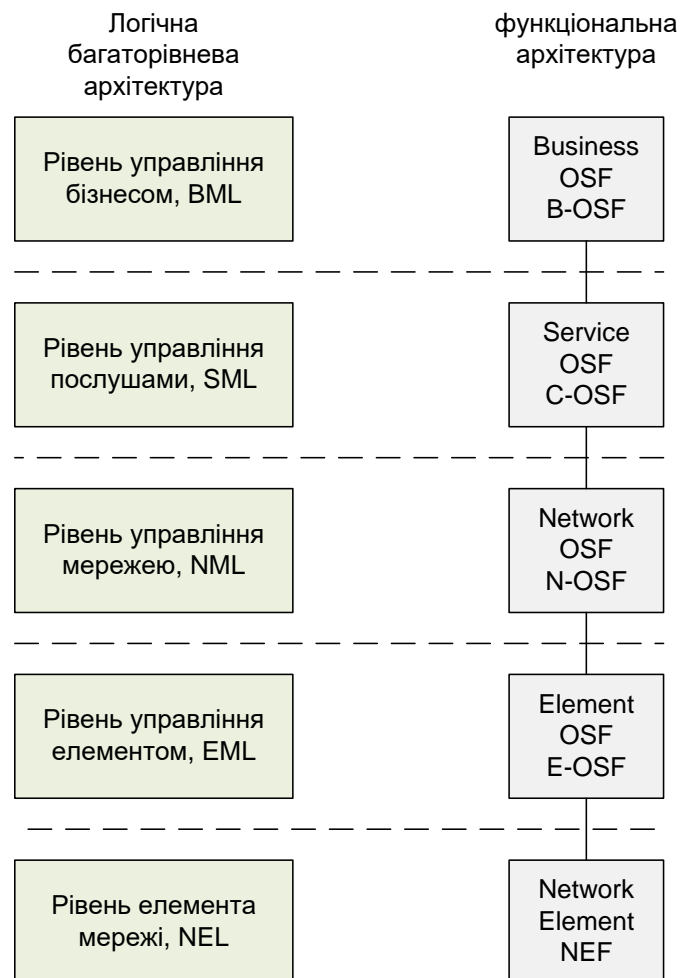 Логічна
багаторівнева
архітектура
функціональна
архітектура
Рівень управління
бізнесом, BML
Business
OSF
B-OSF
Рівень управління
послушами, SML
Service
OSF
C-OSF
Рівень управління
мережею, NML
Network
OSF
N-OSF
Рівень управління
елементом, EML
Element
OSF
E-OSF
Рівень елемента
мережі, NEL
Network
Element
NEF